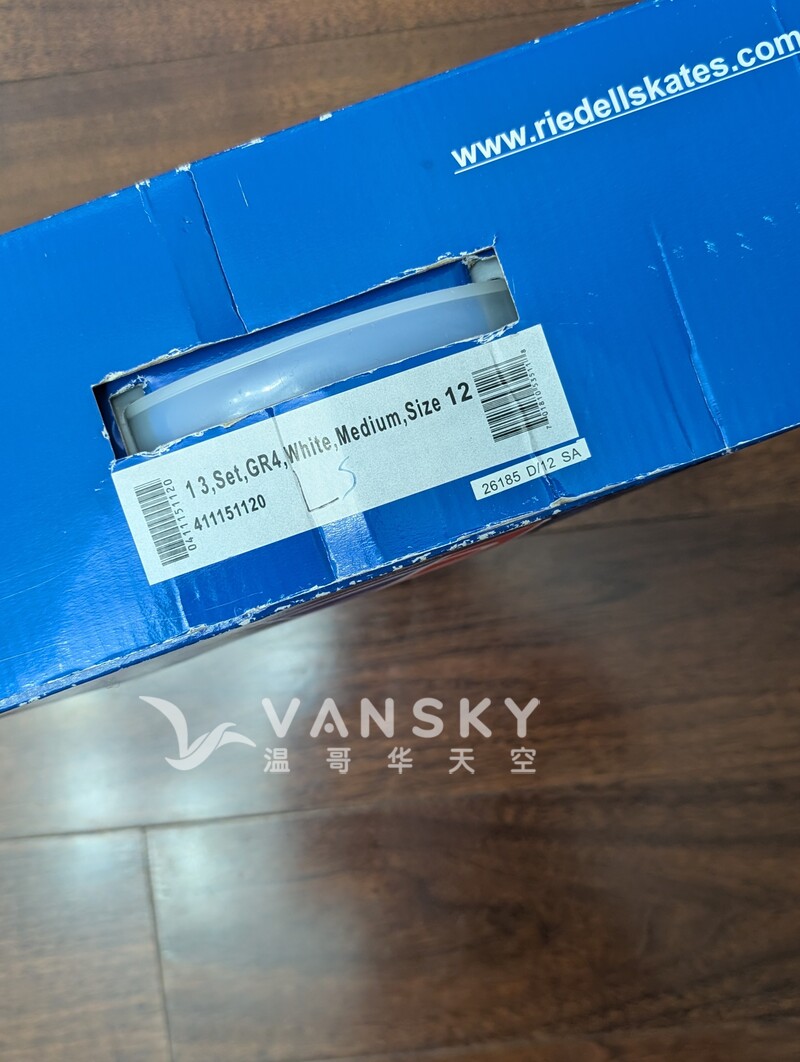 www.riedellskates.com
1 3,Set,GR4,White,Medium,Size 12
411151120
0411151120
26185 D/12 SA
LS
VANSKY
温哥华天空